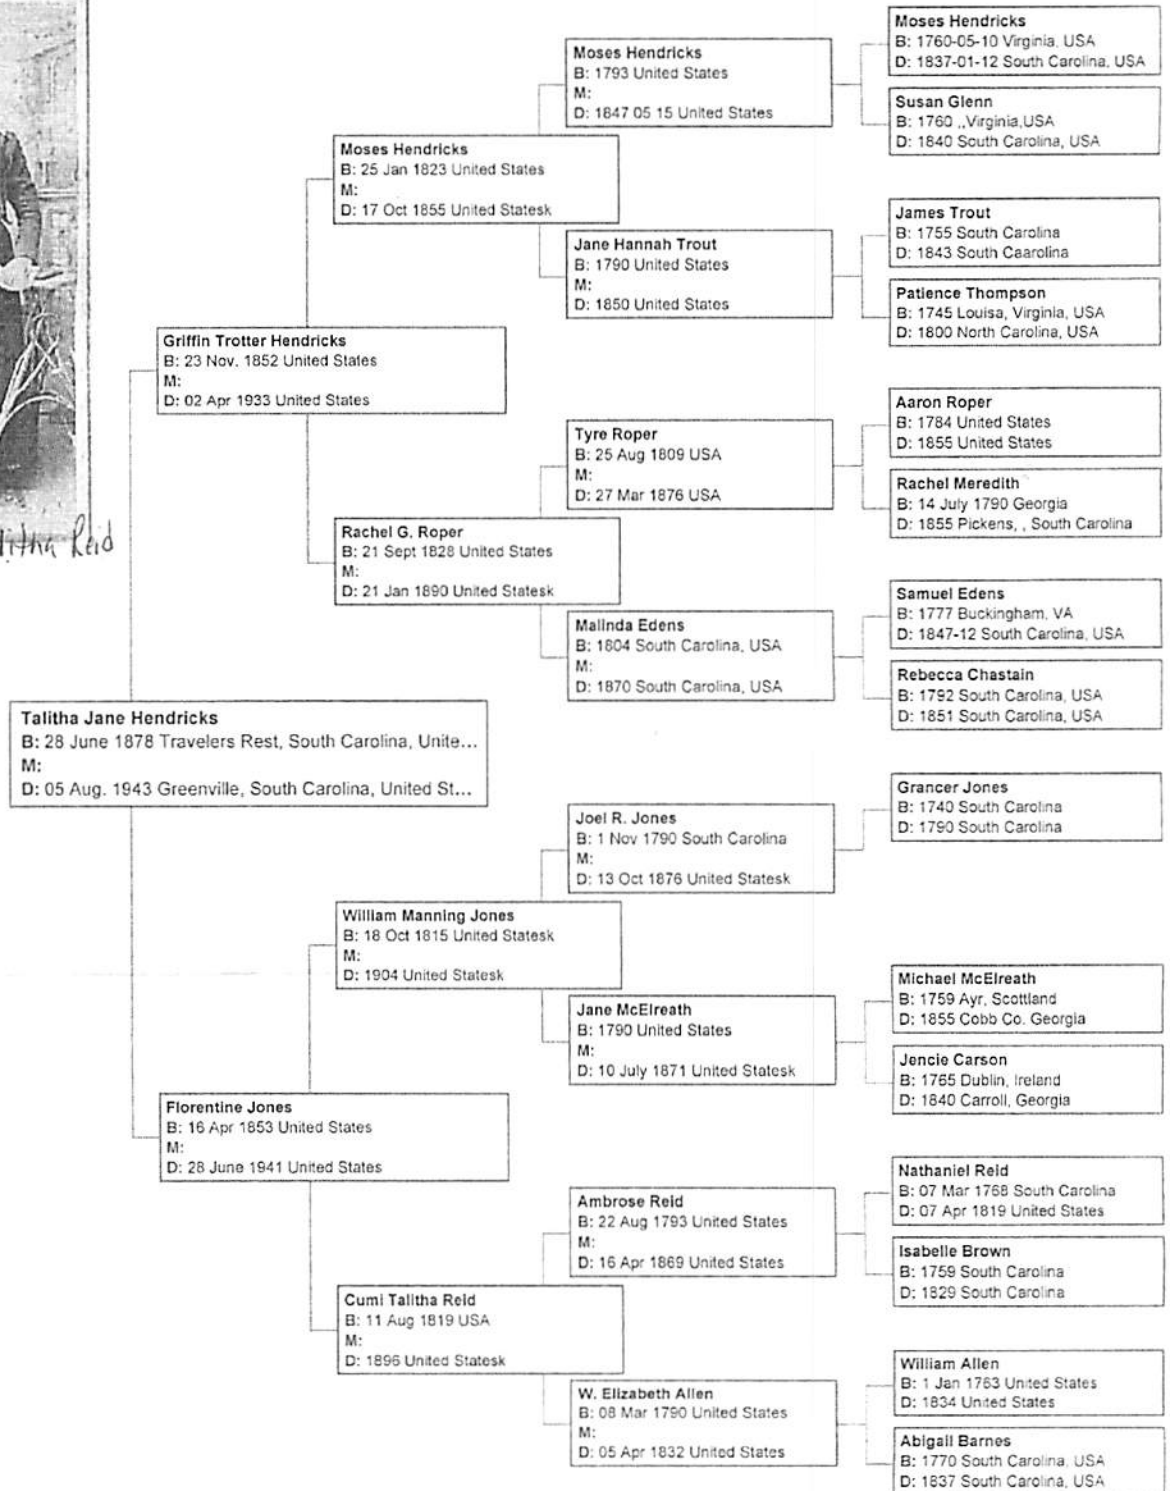 Moses Hendricks
B: 1760-05-10 Virginia, USA
D: 1837-01-12 South Carolina, USA
Susan Glenn
B: 1760 ,,Virginia,USA
D: 1840 South Carolina, USA
Moses Hendricks
B: 1793 United States
M:
D: 1847 05 15 United States
James Trout
B: 1755 South Carolina
D: 1843 South Caarolina
Patience Thompson
B: 1745 Louisa, Virginia, USA
D: 1800 North Carolina, USA
Jane Hannah Trout
B: 1790 United States
M:
D: 1850 United States
Moses Hendricks
B: 25 Jan 1823 United States
M:
D: 17 Oct 1855 United Statesk
Griffin Trotter Hendricks
B: 23 Nov. 1852 United States
M:
D: 02 Apr 1933 United States
Aaron Roper
B: 1784 United States
D: 1855 United States
Rachel Meredith
B: 14 July 1790 Georgia
D: 1855 Pickens, , South Carolina
Tyre Roper
B: 25 Aug 1809 USA
M:
D: 27 Mar 1876 USA
Rachel G. Roper
B: 21 Sept 1828 United States
M:
D: 21 Jan 1890 United Statesk
Samuel Edens
B: 1777 Buckingham, VA
D: 1847-12 South Carolina, USA
Rebecca Chastain
B: 1792 South Carolina, USA
D: 1851 South Carolina, USA
Malinda Edens
B: 1804 South Carolina, USA
M:
D: 1870 South Carolina, USA
Reid
Talitha Jane Hendricks
B: 28 June 1878 Travelers Rest, South Carolina, Unite...
M:
D: 05 Aug. 1943 Greenville, South Carolina, United St...
Grancer Jones
B: 1740 South Carolina
D: 1790 South Carolina
Joel R. Jones
B: 1 Nov 1790 South Carolina
M:
D: 13 Oct 1876 United Statesk
William Manning Jones
B: 18 Oct 1815 United Statesk
M:
D: 1904 United Statesk
Michael McElreath
B: 1759 Ayr, Scottland
D: 1855 Cobb Co. Georgia
Jencie Carson
B: 1765 Dublin, Ireland
D: 1840 Carroll, Georgia
Jane McElreath
B: 1790 United States
M:
D: 10 July 1871 United Statesk
Florentine Jones
B: 16 Apr 1853 United States
M:
D: 28 June 1941 United States
Nathaniel Reid
B: 07 Mar 1768 South Carolina
D: 07 Apr 1819 United States
Isabelle Brown
B: 1759 South Carolina
D: 1829 South Carolina
Ambrose Reid
B: 22 Aug 1793 United States
M:
D: 16 Apr 1869 United States
Cumi Talitha Reid
B: 11 Aug 1819 USA
M:
D: 1896 United Statesk
William Allen
B: 1 Jan 1763 United States
D: 1834 United States
Abigail Barnes
B: 1770 South Carolina, USA
D: 1837 South Carolina, USA
W. Elizabeth Allen
B: 08 Mar 1790 United States
M:
D: 05 Apr 1832 United States